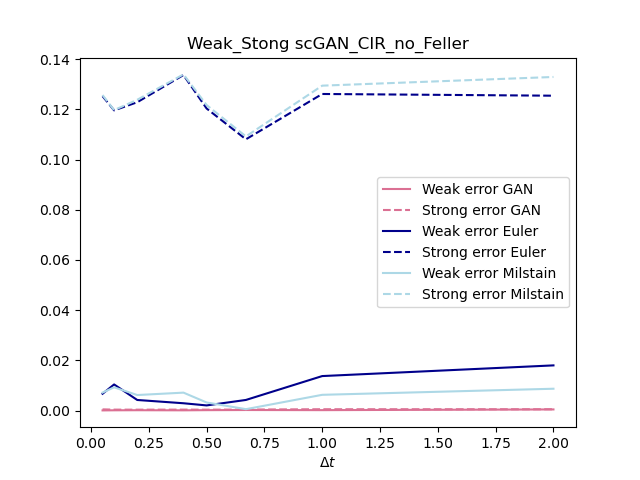 Weak_Stong scGAN_CIR_no_Feller
0.14
0.12
0.10
0.08
0.06
0.04
0.02
0.00
Weak error GAN
Strong error GAN
Weak error Euler
Strong error Euler
Weak error Milstain
Strong error Milstain
0.00 0.25 0.50 0.75 1.00 1.25 1.50 1.75 2.00
Δt